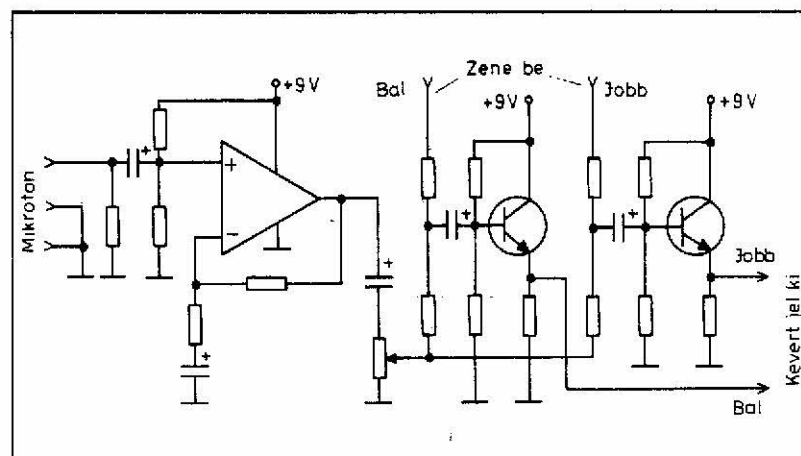 Mikrofon
+9V
+
+
−
+
+
Bal
Zene be
Jobb
+9V
+9V
+
+
Jobb
Bal
Kevert jel ki